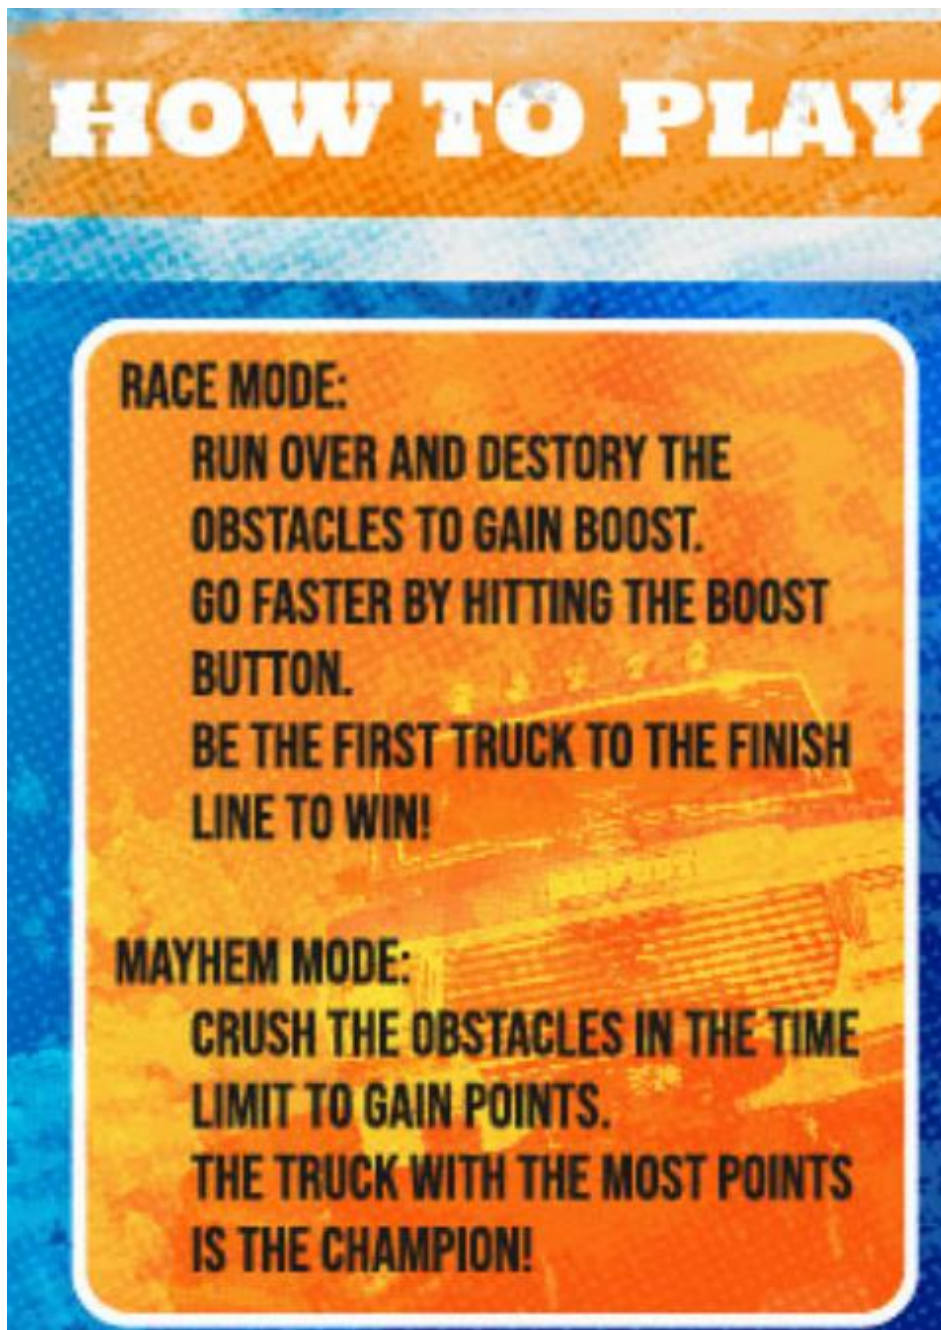 HOW TO PLAY
RACE MODE:
RUN OVER AND DESTORY THE
OBSTACLES TO GAIN BOOST.
GO FASTER BY HITTING THE BOOST
BUTTON.
BE THE FIRST TRUCK TO THE FINISH
LINE TO WIN!
MAYHEM MODE:
CRUSH THE OBSTACLES IN THE TIME
LIMIT TO GAIN POINTS.
THE TRUCK WITH THE MOST POINTS
IS THE CHAMPION!